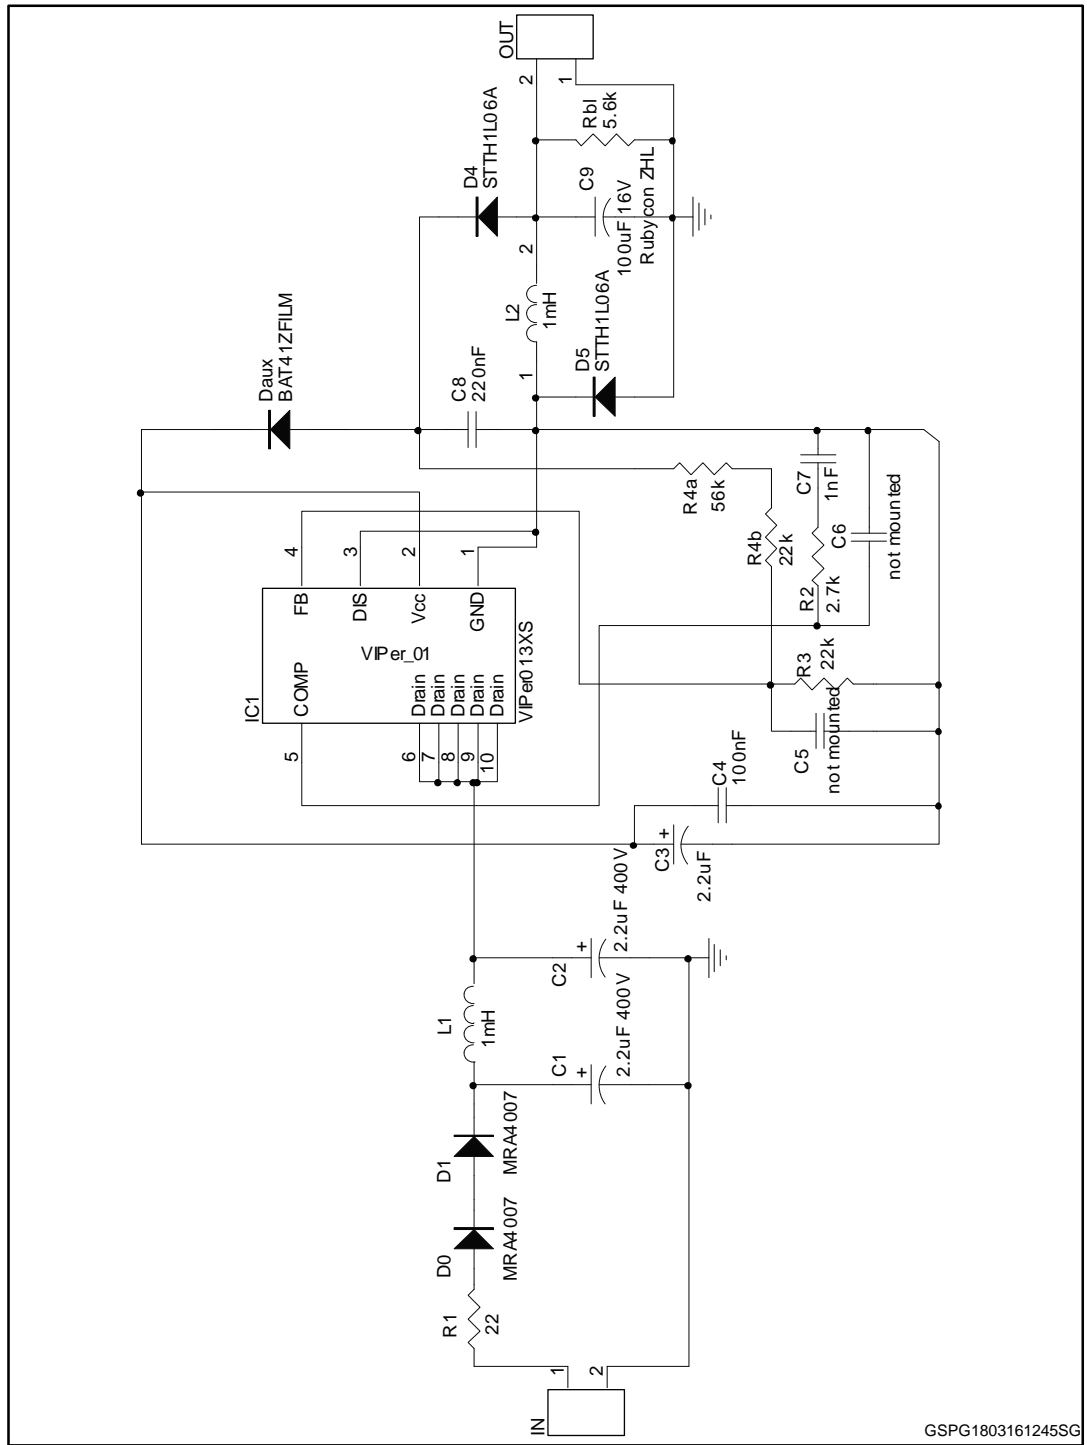 OUT
2
1
Rbl
5.6k
D4
STTH1L06A
C9
100uF 16V
Rubycon ZHL
2
L2
1mH
1
D5
STTH1L06A
Daux
BAT41ZFILM
C8
220nF
R4a
56k
R4b
22k
C7
1nF
C6
not mounted
R2
2.7k
R3
22k
C5
not mounted
C4
100nF
C3
+
2.2uF
4
3
2
1
FB
DIS
Vcc
GND
VIPer_01
VIPer013XS
IC1
COMP
Drain
Drain
Drain
Drain
Drain
5
6
7
8
9
10
C2
+
2.2uF 400V
L1
1mH
C1
+
2.2uF 400V
D1
MRA4007
D0
MRA4007
R1
22
1
2
IN
GSPG1803161245SG